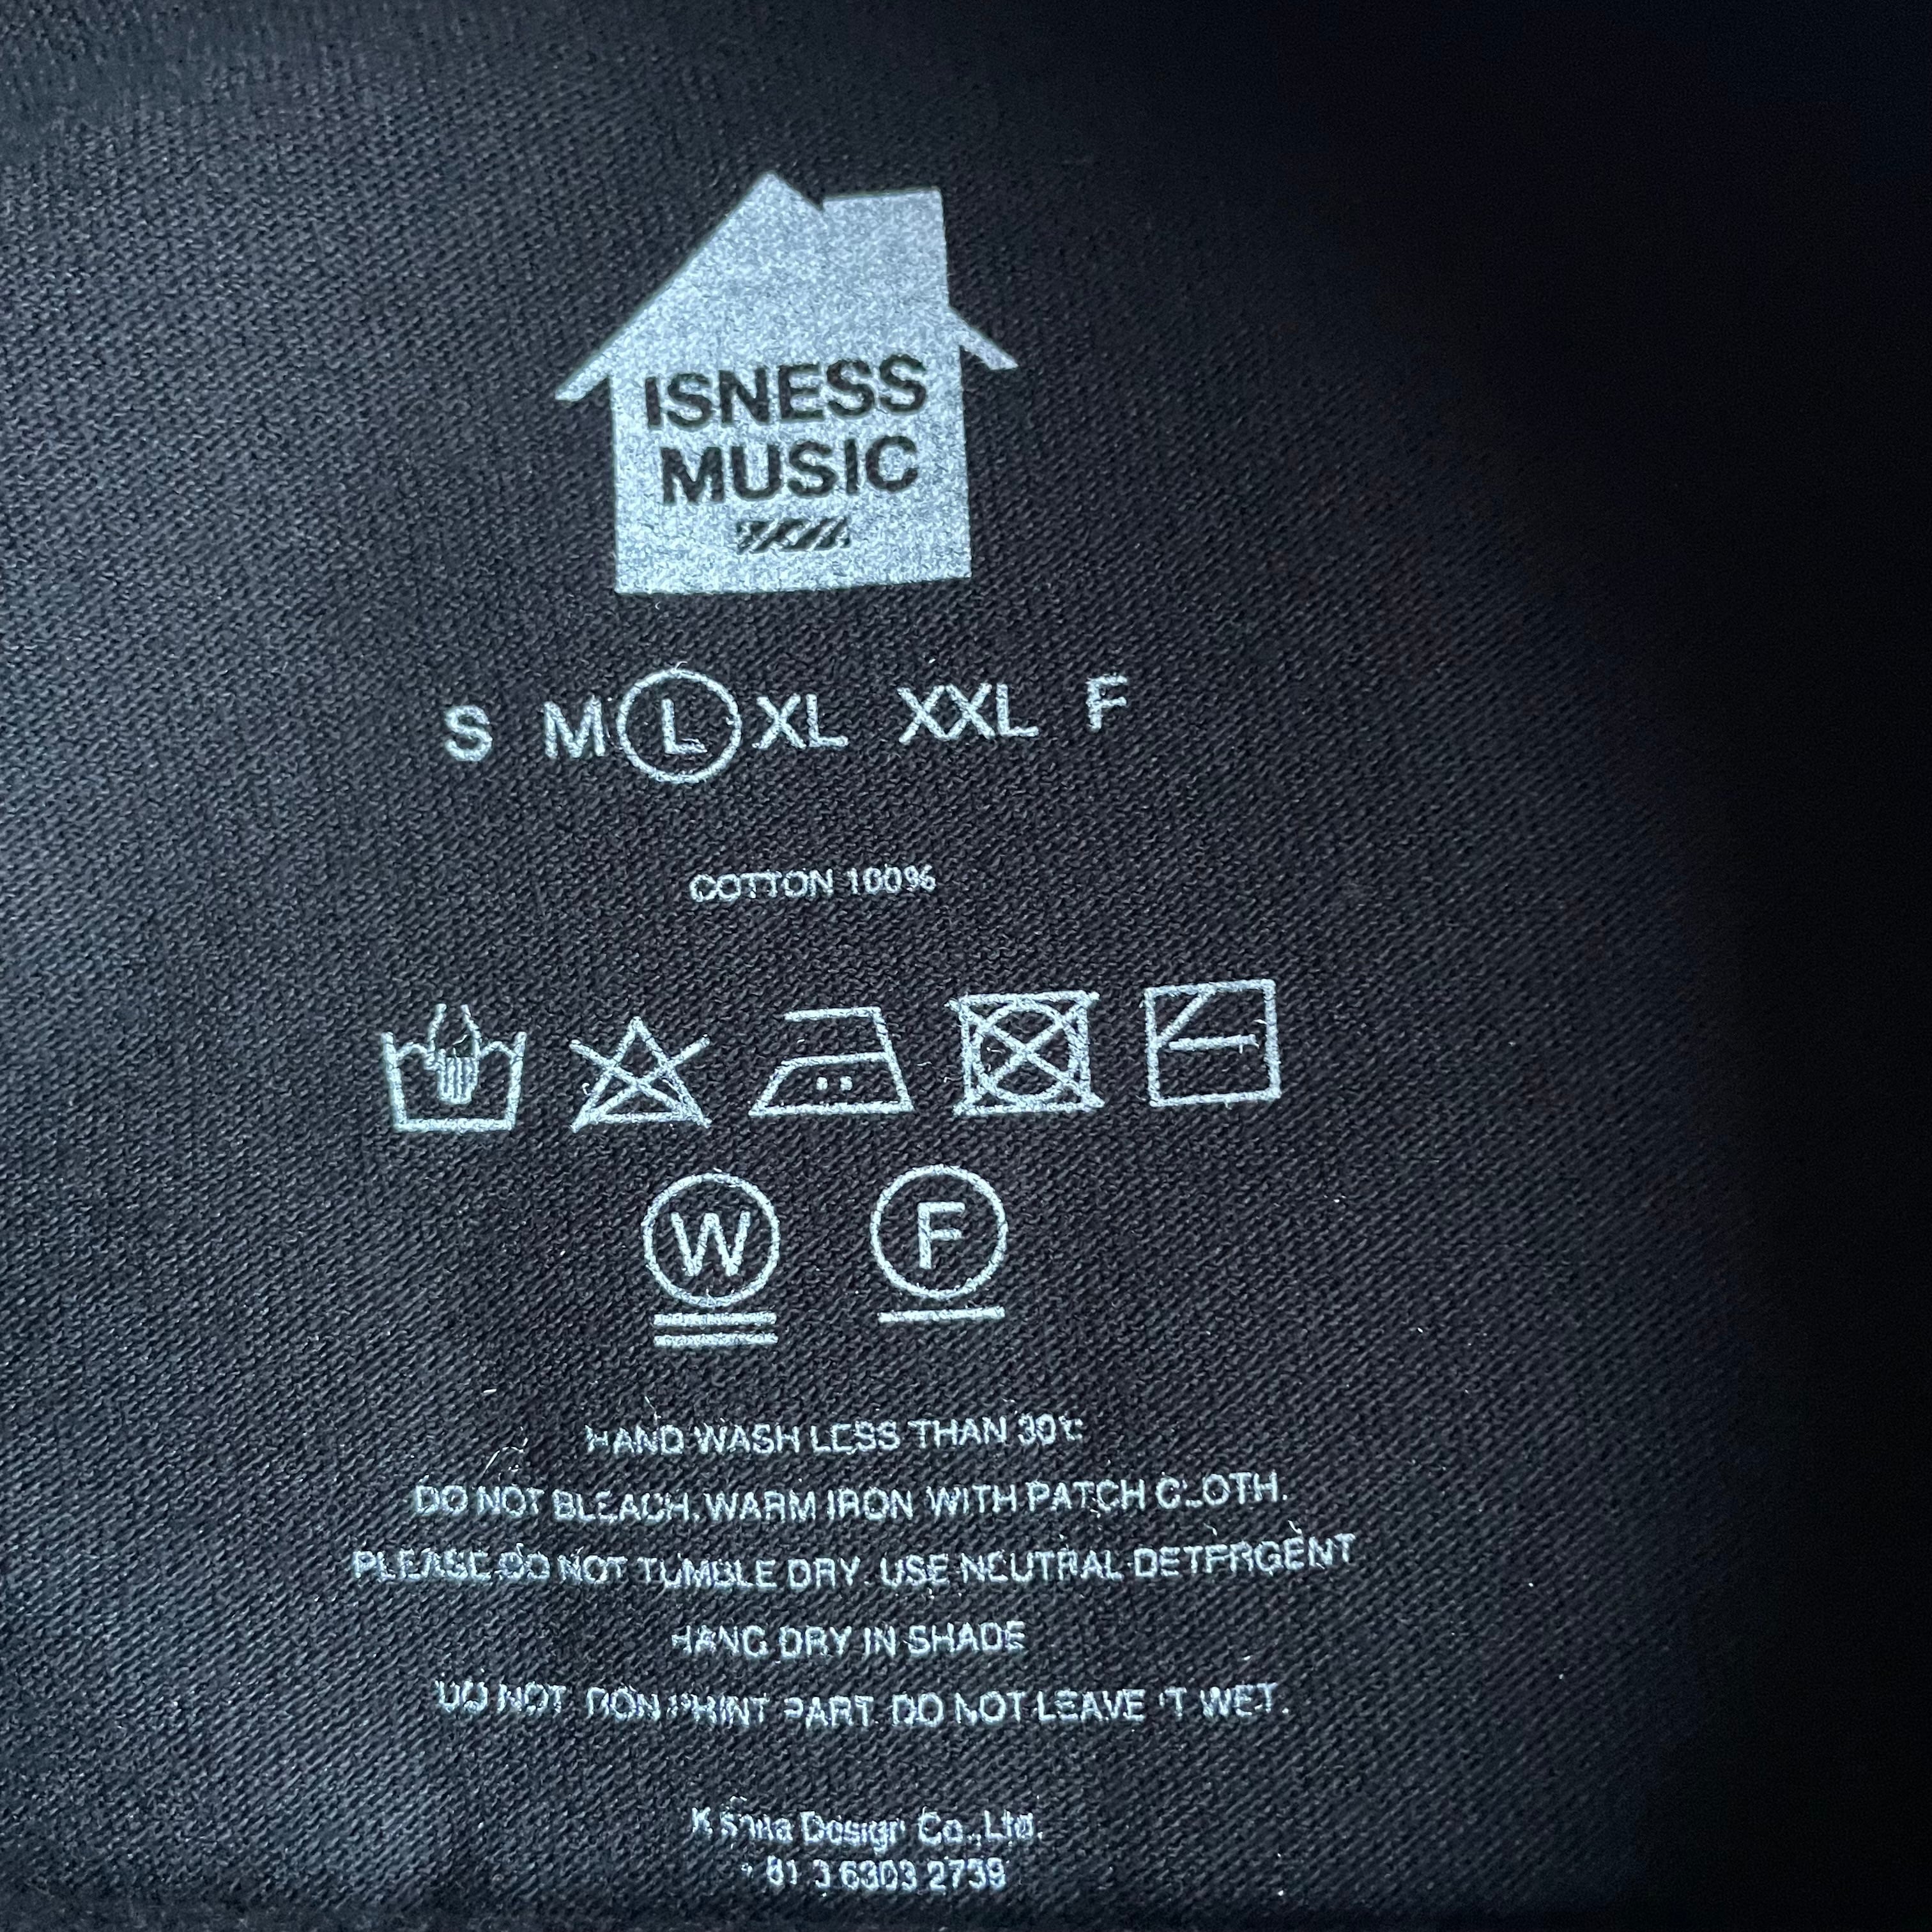 ISNESS
MUSIC
S M L XL XXL F
COTTON 100%
W F
HAND WASH LESS THAN 30℃
DO NOT BLEACH. WARM IRON WITH PATCH CLOTH.
PLEASE DO NOT TUMBLE DRY. USE NEUTRAL DETERGENT
HANG DRY IN SHADE
DO NOT PRINT PART. DO NOT LEAVE IT WET.
Design Co.,Ltd.
81 3 6303 2759